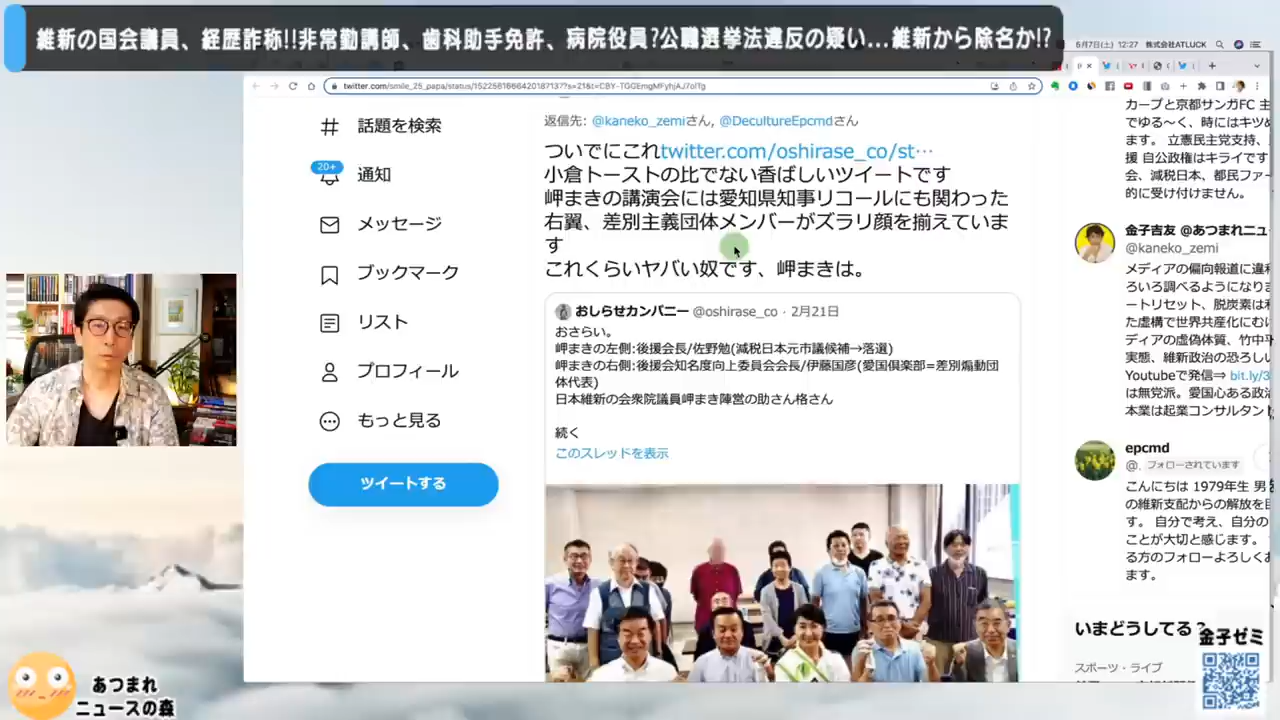 維新の国会議員、経歴詐称!!非常勤講師、歯科助手免許、病院役員?公職選挙法違反の疑い...維新から除名か!?
5月7日(土) 12:27 株式会社ATLUCK
話題を検索
20+
通知
メッセージ
ブックマーク
リスト
プロフィール
もっと見る
ツイートする
返信先: @kaneko_zemiさん, @DecultureEpcmdさん
ついでにこれtwitter.com/oshirase_co/st…
小倉トーストの比でない香ばしいツイートです
岬まきの講演会には愛知県知事リコールにも関わった
右翼、差別主義団体メンバーがズラリ顔を揃えていま
す
これくらいヤバい奴です、岬まきは。
おしらせカンパニー @oshirase_co · 2月21日
おさらい。
岬まきの左側:後援会長/佐野勉(減税日本元市議候補→落選)
岬まきの右側:後援会知名度向上委員会会長/伊藤国彦(愛国倶楽部=差別煽動団
体代表)
日本維新の会衆院議員岬まき陣営の助さん格さん
続く
このスレッドを表示
カープと京都サンガFC 主
でゆる〜く、時にはキツめ
ます。 立憲民主党支持、
援 自公政権はキライです
会、減税日本、都民ファー
的に受け付けません。
金子吉友 @あつまれニュ
@kaneko_zemi
メディアの偏向報道に違和
ろいろ調べるようになりま
ートリセット、脱炭素は利
た虚構で世界共産化にむけ
ディアの虚偽体質、竹中平
実態、維新政治の恐ろしい
Youtubeで発信⇒ bit.ly/3
は無党派。愛国心ある政治
本業は起業コンサルタント
epcmd
@. フォローされています
こんにちは 1979年生 男
の維新支配からの解放を目
す。 自分で考え、自分の
ことが大切と感じます。
る方のフォローよろしくお
ます。
いまどうしてる?
金子ゼミ
スポーツ・ライブ
あつまれ
ニュースの森